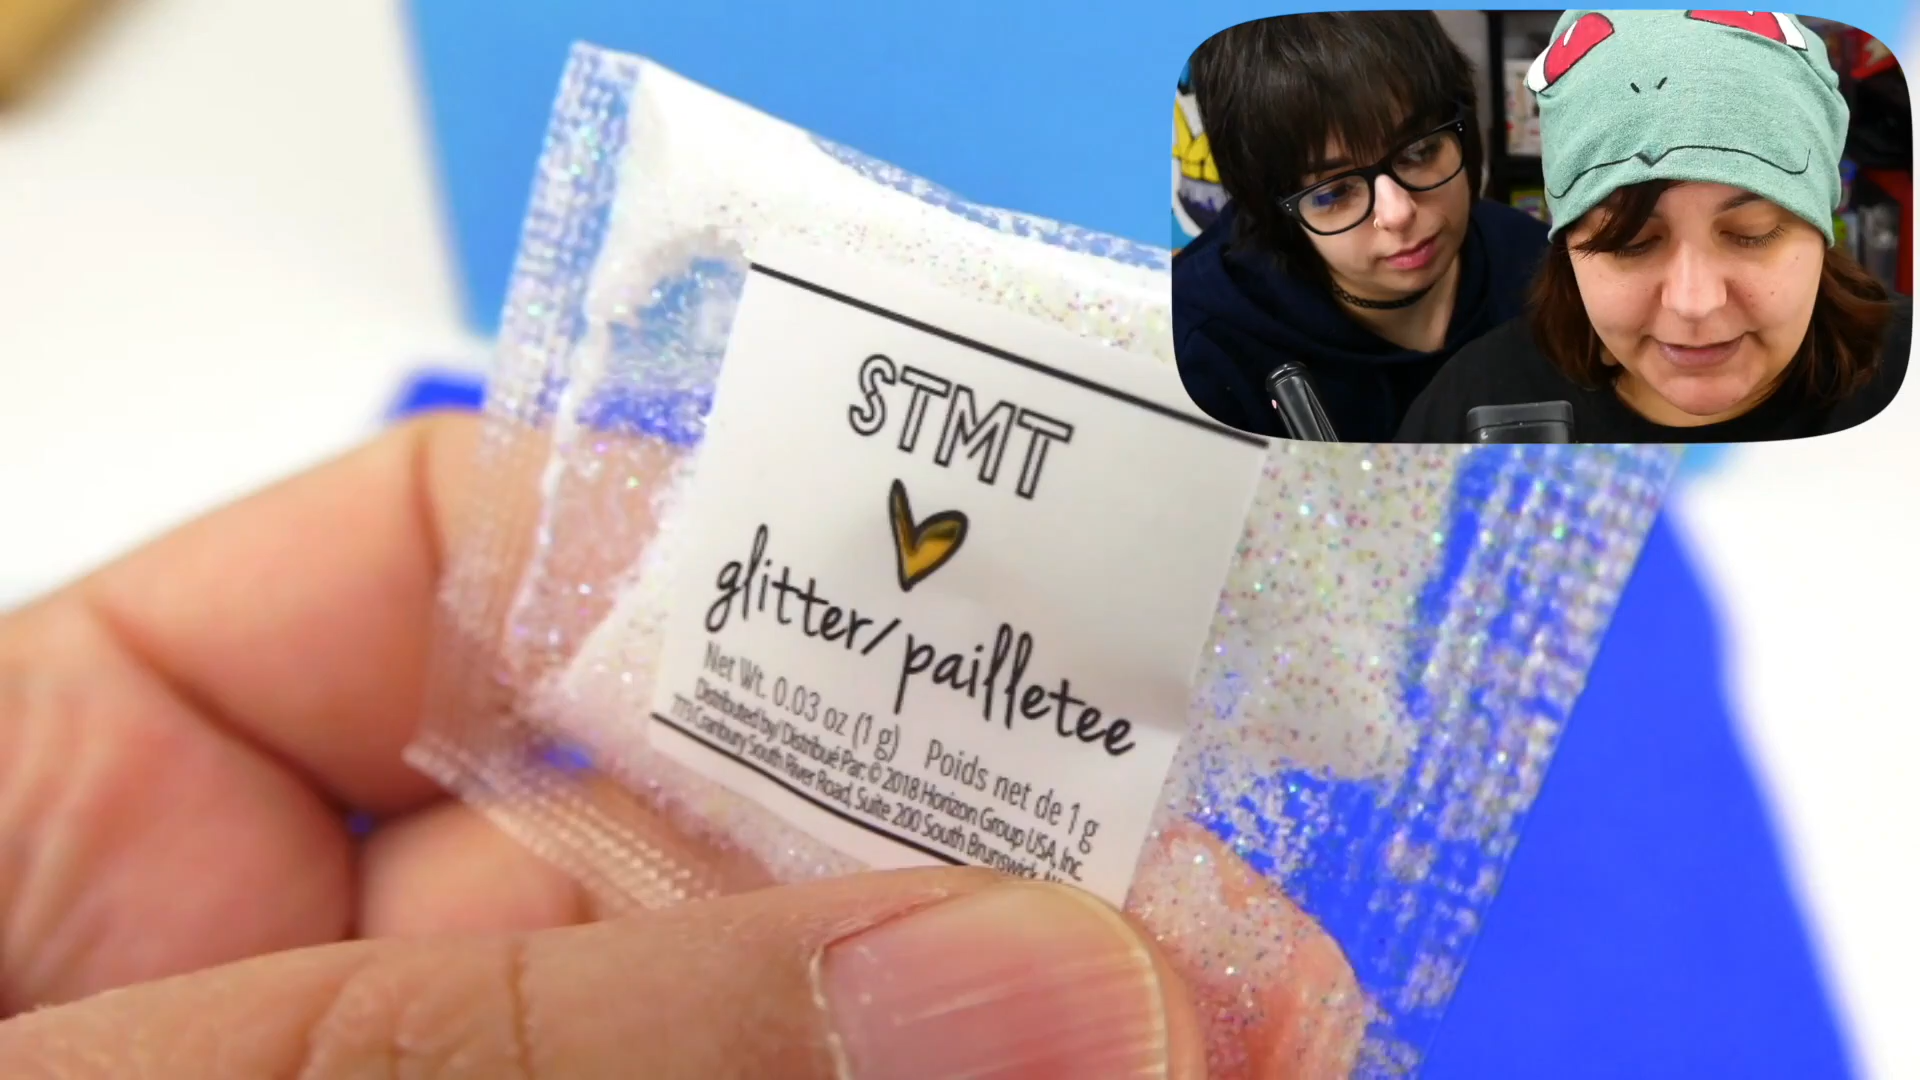 STMT
glitter/pailletee
Net Wt. 0.03 oz (1 g) Poids net de 1 g
Distributed by/ Distribué Par: © 2018 Horizon Group USA, Inc
773 Cranbury South River Road, Suite 200 South Brunswick,